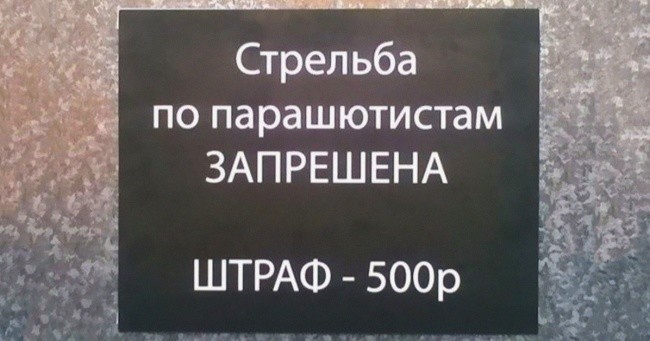 Стрельба
по парашютистам
ЗАПРЕШЕНА
ШТРАФ - 500р